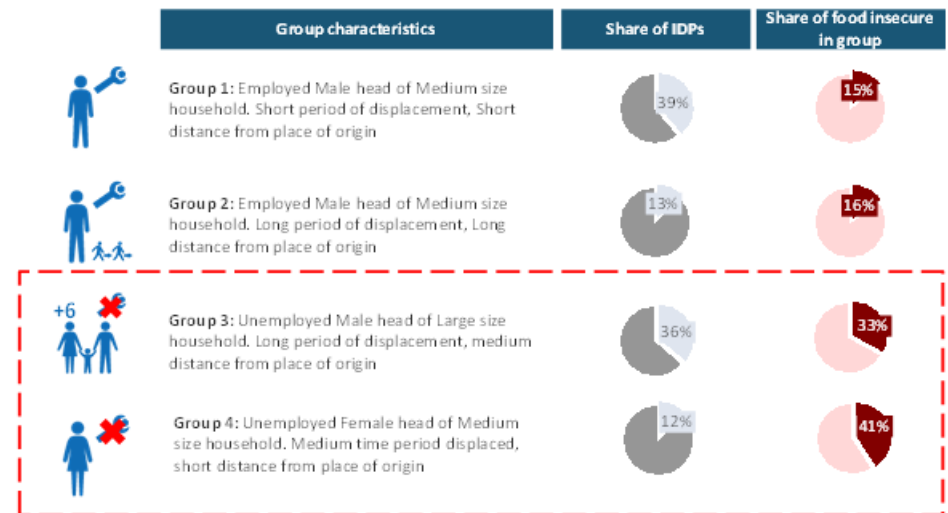 Group characteristics
Share of IDPs
Share of food insecure
in group
Group 1: Employed Male head of Medium size
household. Short period of displacement, Short
distance from place of origin
39%
15%
Group 2: Employed Male head of Medium size
household. Long period of displacement, Long
distance from place of origin
13%
16%
+6
Group 3: Unemployed Male head of Large size
household. Long period of displacement, medium
distance from place of origin
36%
33%
Group 4: Unemployed Female head of Medium
size household. Medium time period displaced,
short distance from place of origin
12%
41%